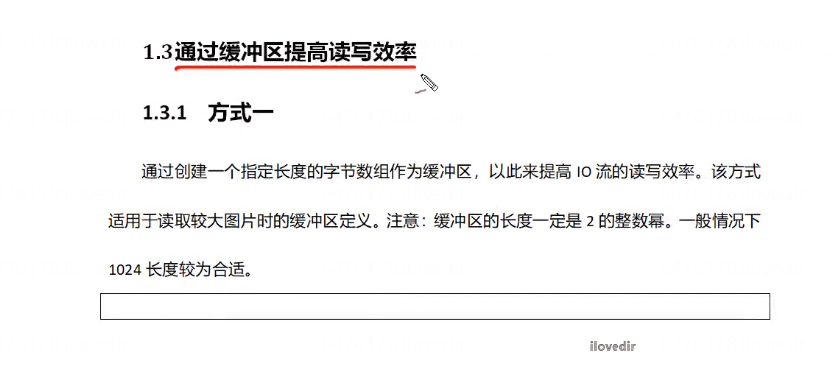 1.3通过缓冲区提高读写效率
1.3.1 方式一
通过创建一个指定长度的字节数组作为缓冲区，以此来提高 IO 流的读写效率。该方式
适用于读取较大图片时的缓冲区定义。注意：缓冲区的长度一定是 2 的整数幂。一般情况下
1024 长度较为合适。
ilovedir